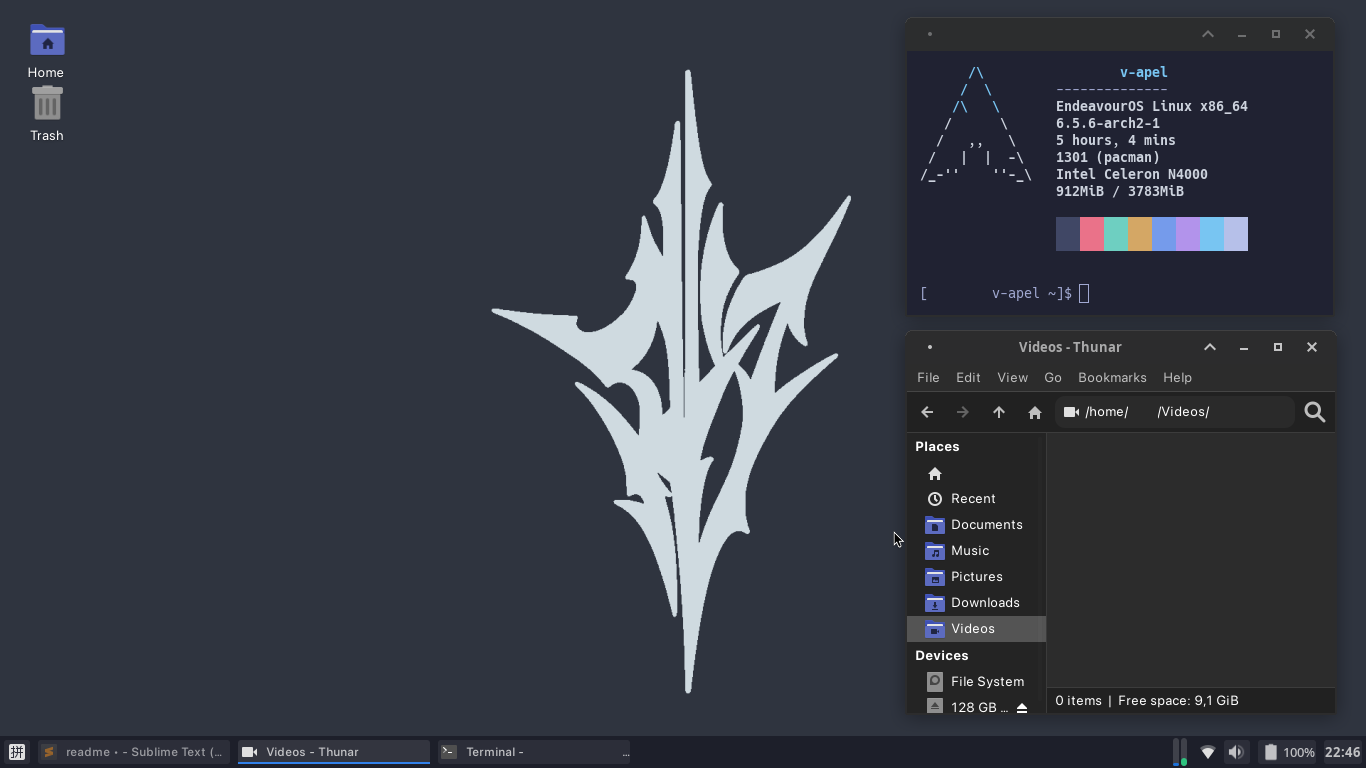 Home
Trash
/\
/  \
/\   \
/      \
/   ,,   \
/   |  |  -\
/_-''    ''-_\
v-apel
--------------
EndeavourOS Linux x86_64
6.5.6-arch2-1
5 hours, 4 mins
1301 (pacman)
Intel Celeron N4000
912MiB / 3783MiB
[ v-apel ~]$
Videos - Thunar
File Edit View Go Bookmarks Help
/home/ /Videos/
Places
Recent
Documents
Music
Pictures
Downloads
Videos
Devices
File System
128 GB ...
0 items | Free space: 9,1 GiB
拼 readme • - Sublime Text (... Videos - Thunar Terminal - ... 100% 22:46